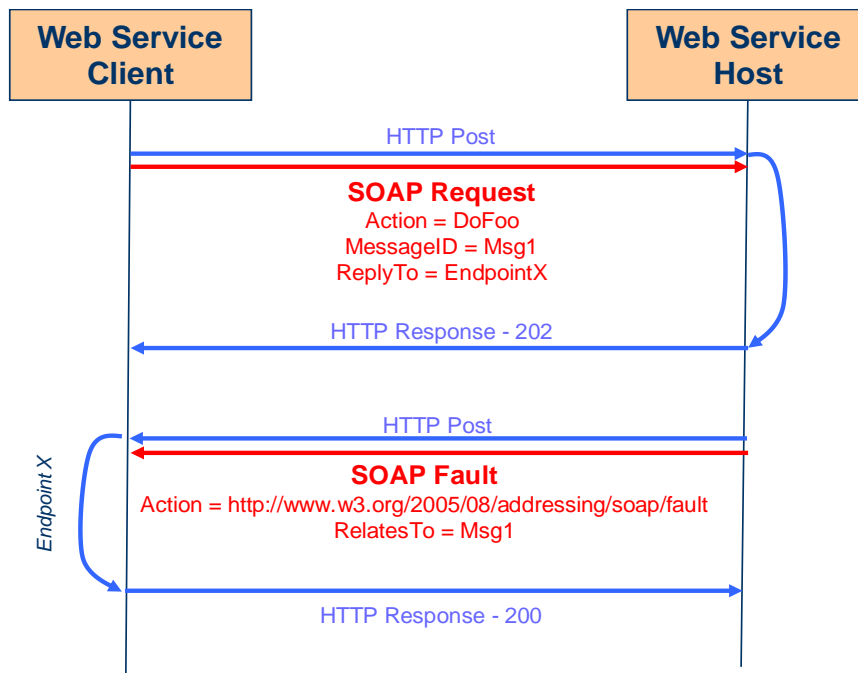 Web Service
Client
Web Service
Host
HTTP Post
SOAP Request
Action = DoFoo
MessageID = Msg1
ReplyTo = EndpointX
HTTP Response - 202
HTTP Post
Endpoint X
SOAP Fault
Action = http://www.w3.org/2005/08/addressing/soap/fault
RelatesTo = Msg1
HTTP Response - 200